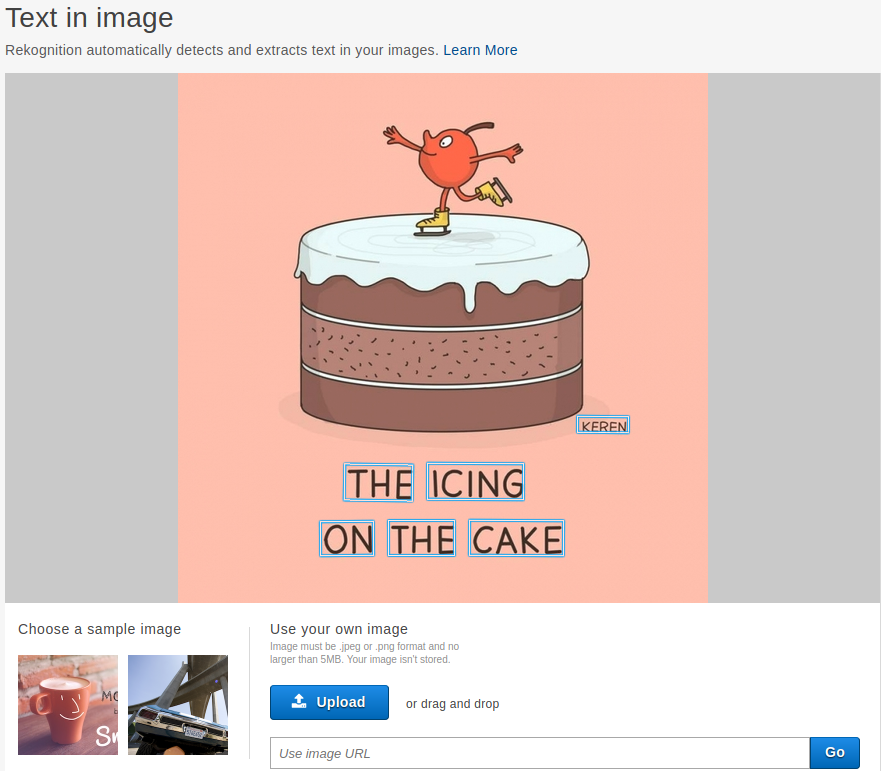 Text in image
Rekognition automatically detects and extracts text in your images. Learn More
KEREN
THE ICING
ON THE CAKE
Choose a sample image
Use your own image
Image must be .jpeg or .png format and no
larger than 5MB. Your image isn't stored.
Upload
or drag and drop
Use image URL
Go